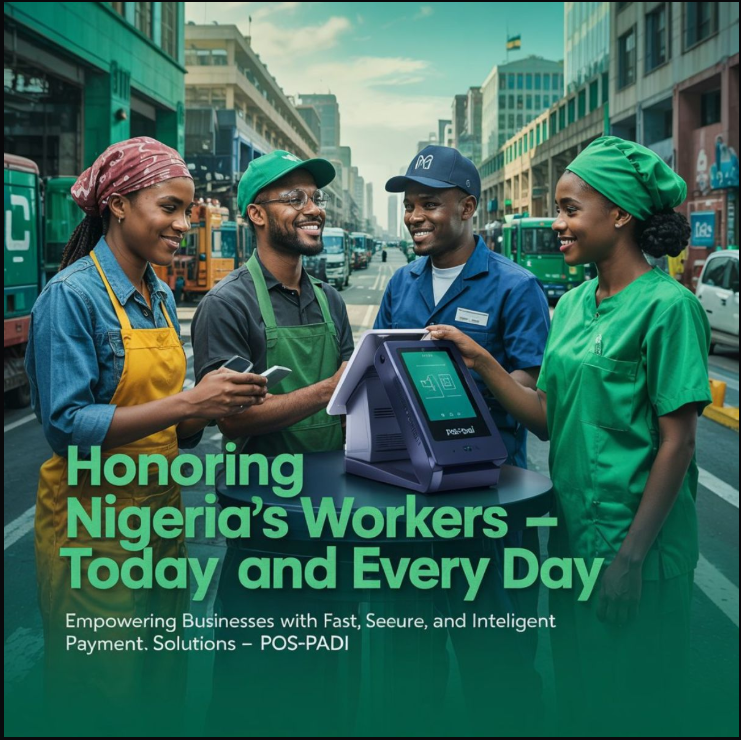 Honoring
Nigeria's Workers –
Today and Every Day
Empowering Businesses with Fast, Seeure, and Inteligent
Payment. Solutions – POS-PADI